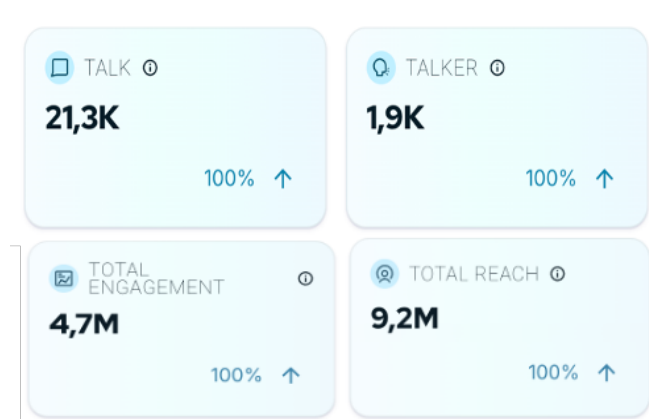 TALK
TALKER
21,3K
1,9K
100%
100%
TOTAL
ENGAGEMENT
TOTAL REACH
4,7M
9,2M
100%
100%